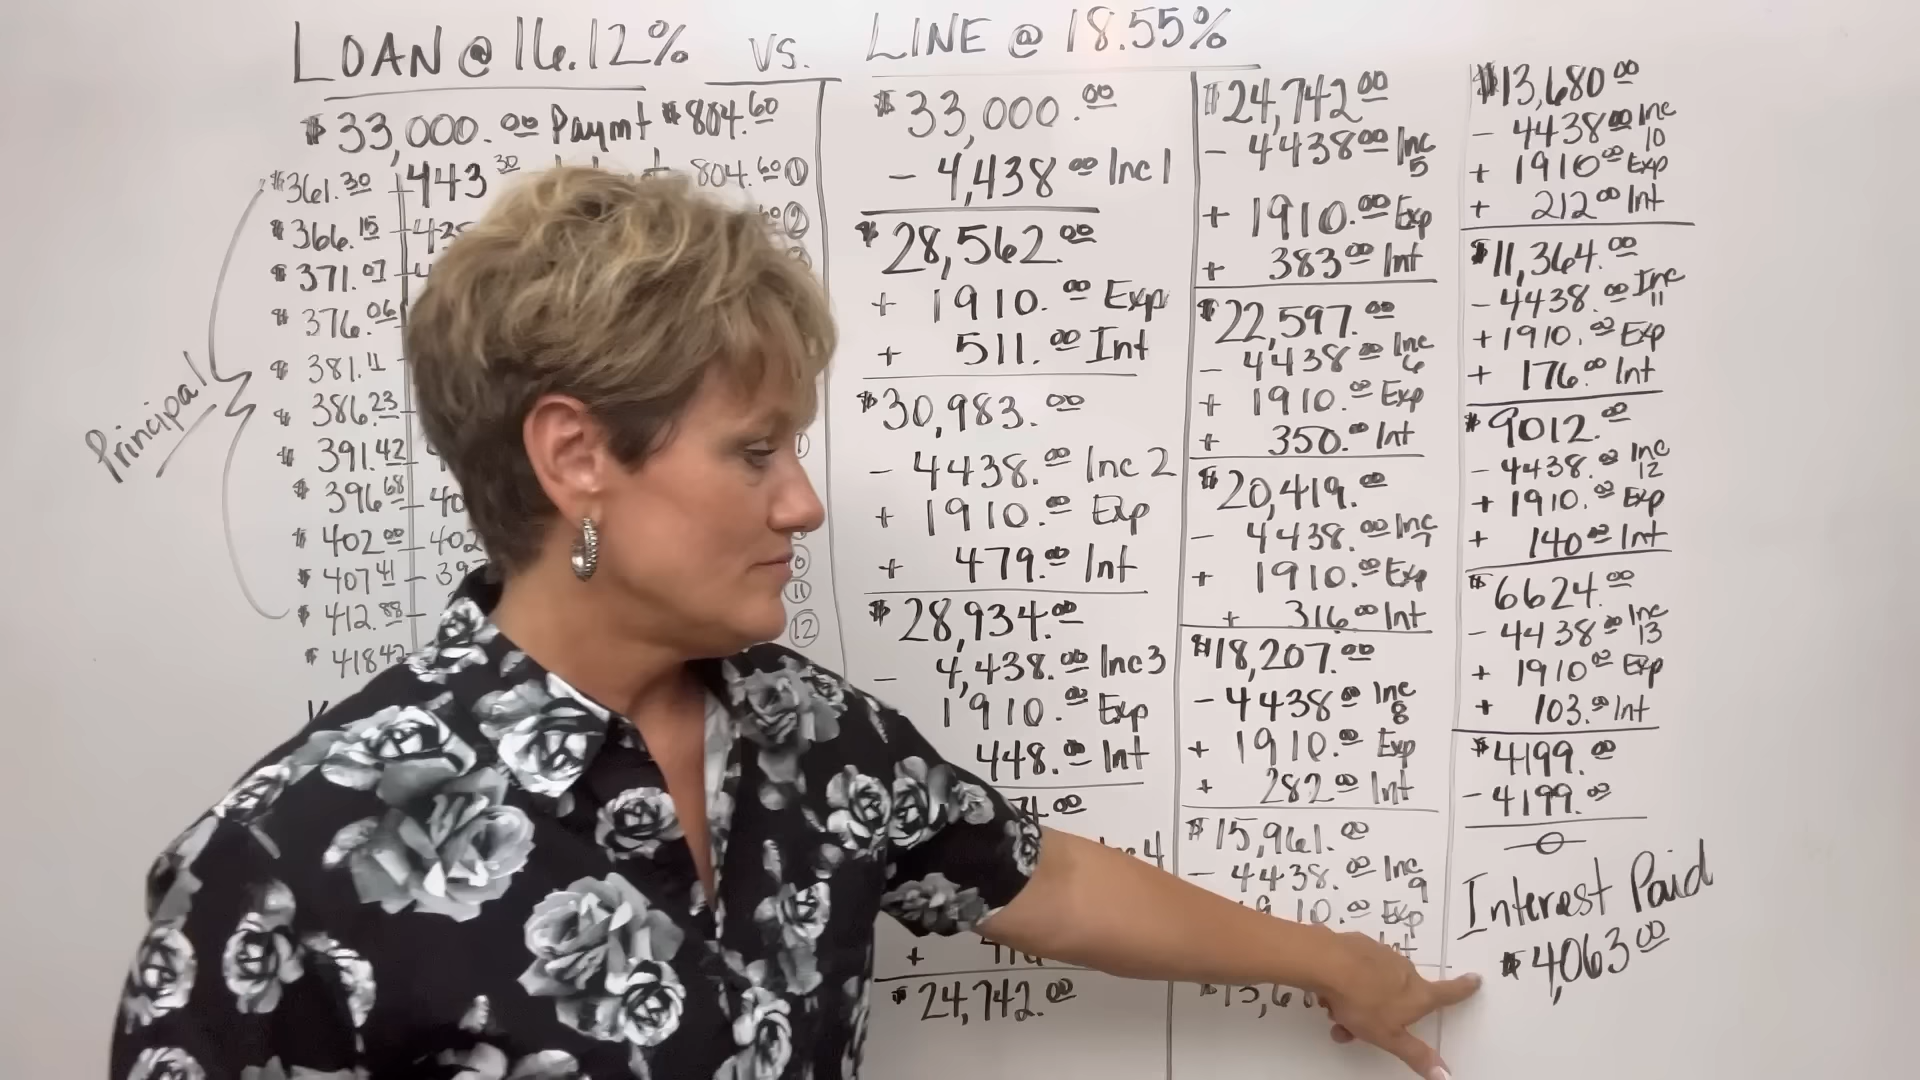 LOAN @ 16.12% vs. LINE @ 18.55%
$33,000.00 Paymt $804.60
$361.30 443.30 804.60 ①
$366.15 ②
$371.07
$376.06
$381.11
$386.23
$391.42
$396.68
$402.00 402
$407.41
$412.88 ⑪
$418.42 ⑫
Principal
$33,000.00
- 4,438.00 Inc 1
$28,562.00
+ 1910.00 Exp
+ 511.00 Int
$30,983.00
- 4438.00 Inc 2
+ 1910.00 Exp
+ 479.00 Int
$28,934.00
- 4,438.00 Inc 3
1910.00 Exp
448.00 Int
4
+
$24,742.00
$24,742.00
- 4438.00 Inc 5
+ 1910.00 Exp
+ 383.00 Int
$22,597.00
- 4438.00 Inc 6
+ 1910.00 Exp
+ 350.00 Int
$20,419.00
- 4438.00 Inc 7
+ 1910.00 Exp
+ 316.00 Int
$18,207.00
- 4438.00 Inc 8
+ 1910.00 Exp
+ 282.00 Int
$15,961.00
- 4438.00 Inc 9
10.00 Exp
Int
$13,680.00
- 4438.00 Inc 10
+ 1910.00 Exp
+ 212.00 Int
$11,364.00
- 4438.00 Inc 11
+ 1910.00 Exp
+ 176.00 Int
$9012.00
- 4438.00 Inc 12
+ 1910.00 Exp
+ 140.00 Int
$6624.00
- 4438.00 Inc 13
+ 1910.00 Exp
+ 103.00 Int
$4199.00
- 4199.00
0
Interest Paid
$4,063.00